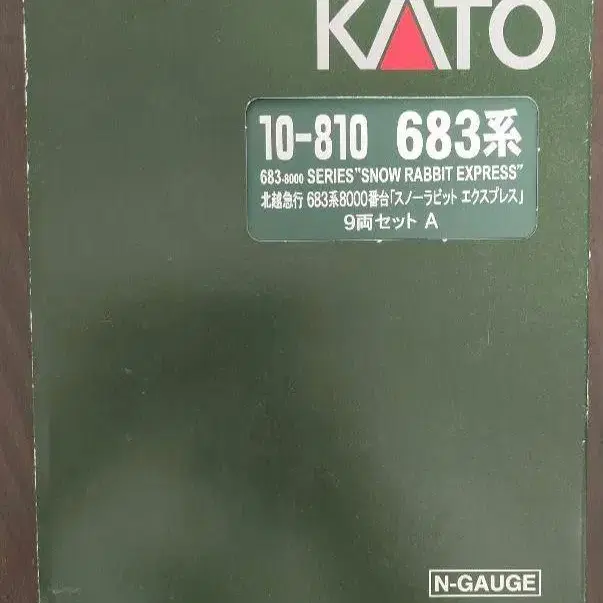 KATO
10-810 683系
683-8000 SERIES"SNOW RABBIT EXPRESS"
北越急行 683系8000番台「スノーラビット エクスプレス」
9両セット A
N-GAUGE